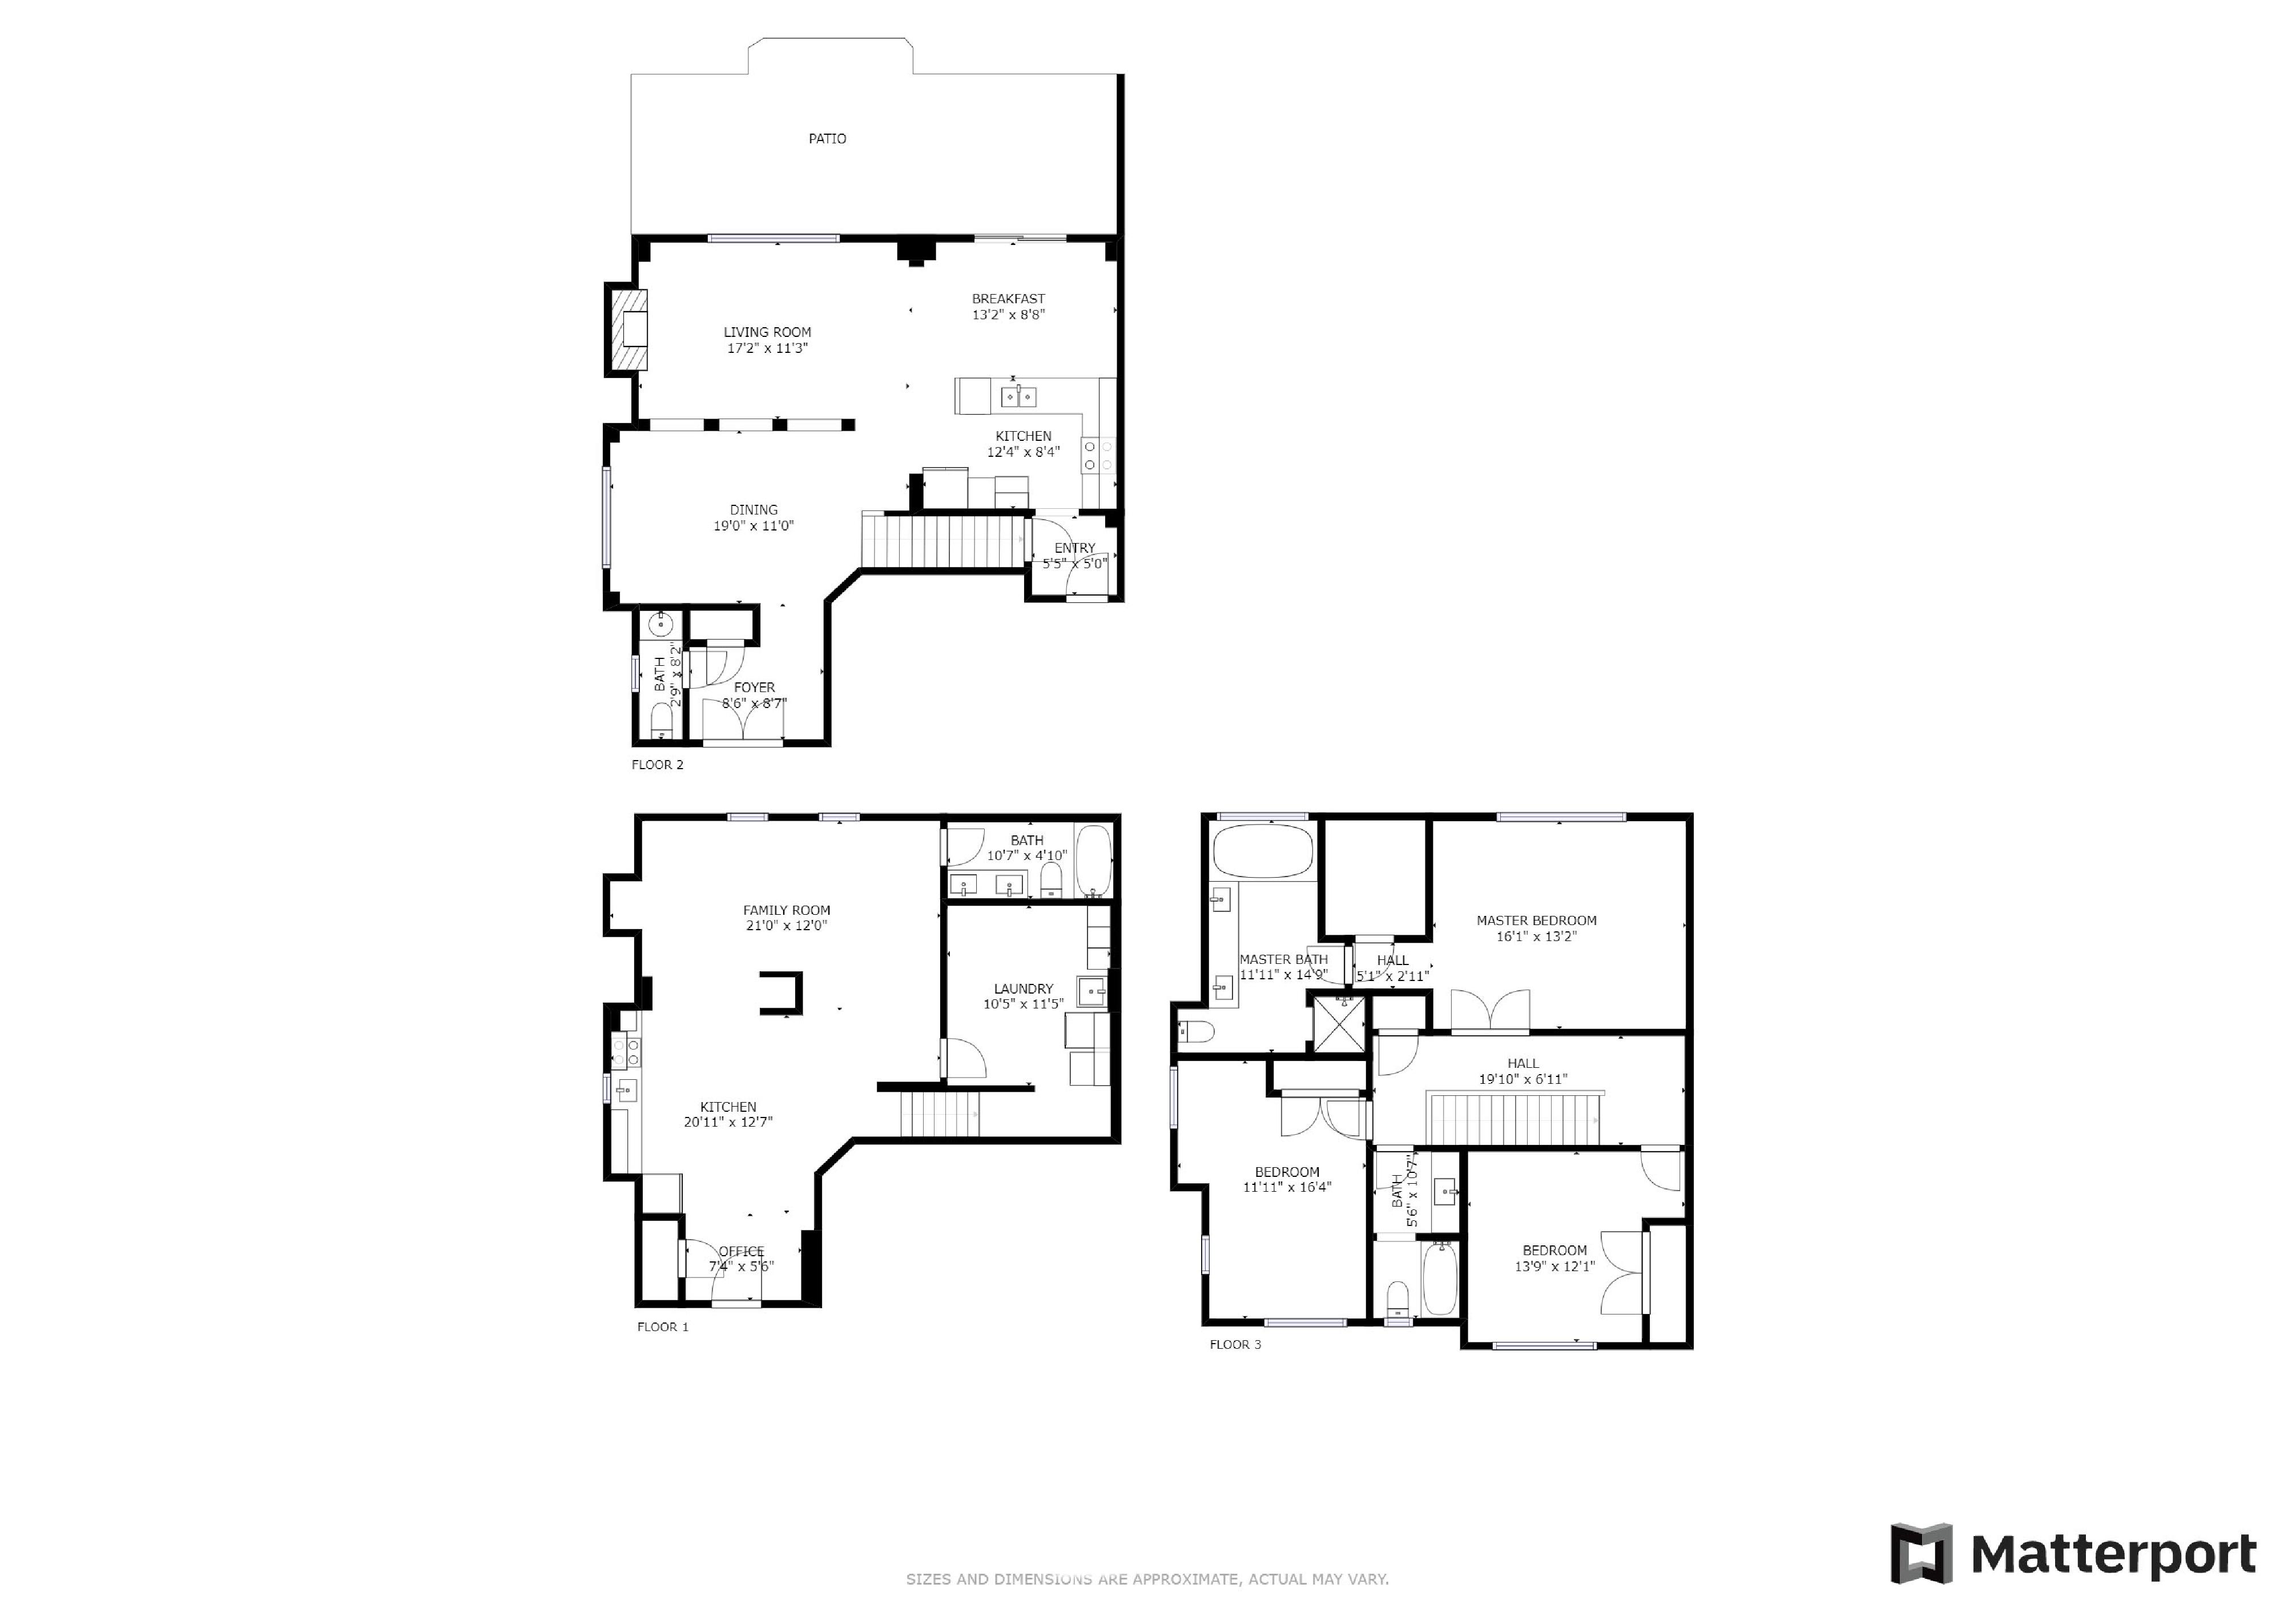 PATIO
BREAKFAST
13'2" x 8'8"
LIVING ROOM
17'2" x 11'3"
KITCHEN
12'4" x 8'4"
DINING
19'0" x 11'0"
ENTRY
5'5" x 5'0"
BATH
2'9" x 8'2"
FOYER
8'6" x 8'7"
FLOOR 2
BATH
10'7" x 4'10"
FAMILY ROOM
21'0" x 12'0"
LAUNDRY
10'5" x 11'5"
KITCHEN
20'11" x 12'7"
OFFICE
7'4" x 5'6"
FLOOR 1
MASTER BEDROOM
16'1" x 13'2"
MASTER BATH
11'11" x 14'9"
HALL
5'1" x 2'11"
HALL
19'10" x 6'11"
BEDROOM
11'11" x 16'4"
BATH
5'6" x 10'7"
BEDROOM
13'9" x 12'1"
FLOOR 3
SIZES AND DIMENSIONS ARE APPROXIMATE, ACTUAL MAY VARY.
Matterport